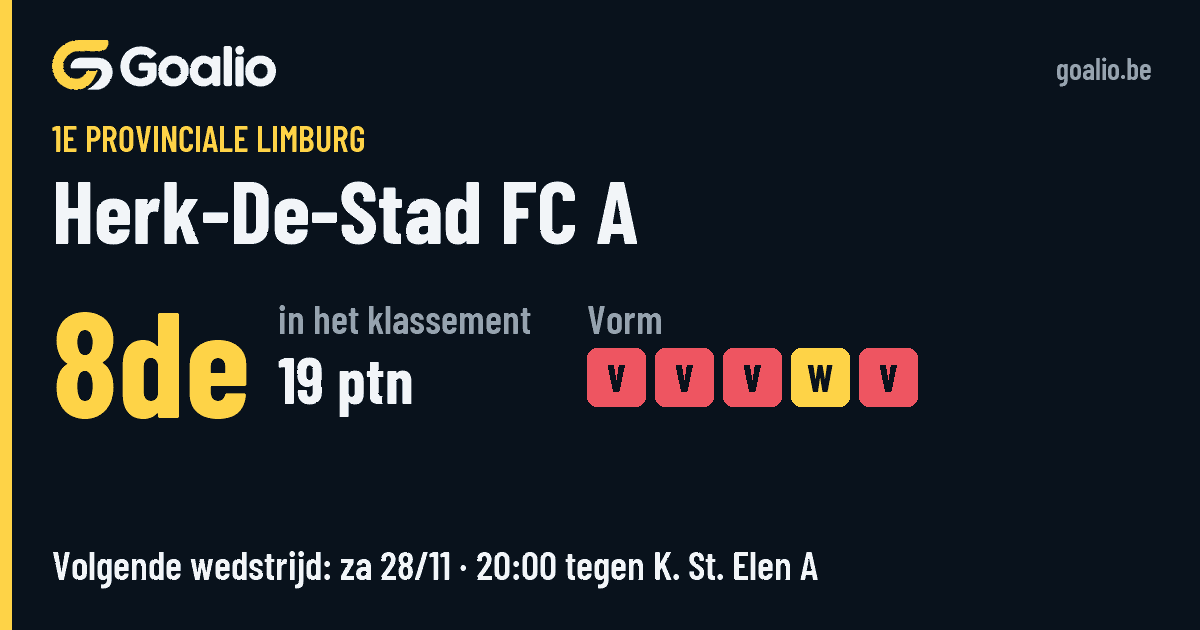 Goalio
goalio.be
1E PROVINCIALE LIMBURG
Herk-De-Stad FC A
8de
in het klassement
19 ptn
Vorm
V V V W V
Volgende wedstrijd: za 28/11 · 20:00 tegen K. St. Elen A